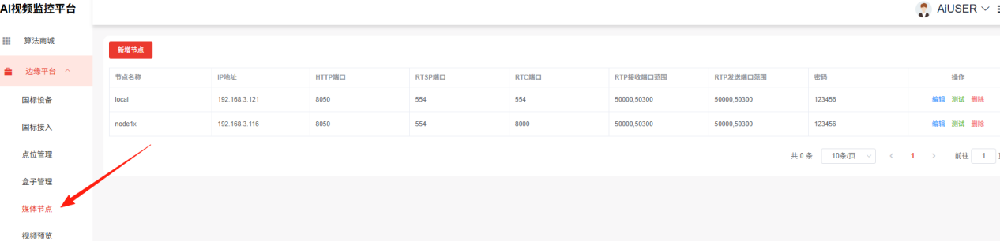 AI视频监控平台
AiUSER
算法商城
边缘平台
国标设备
国标接入
点位管理
盒子管理
媒体节点
视频预览
新增节点
节点名称 IP地址 HTTP端口 RTSP端口 RTC端口 RTP接收端口范围 RTP发送端口范围 密码 操作
local 192.168.3.121 8050 554 554 50000,50300 50000,50300 123456 编辑 测试 删除
node1x 192.168.3.116 8050 554 8000 50000,50300 50000,50300 123456 编辑 测试 删除
共 0 条 10条/页 1 前往 1